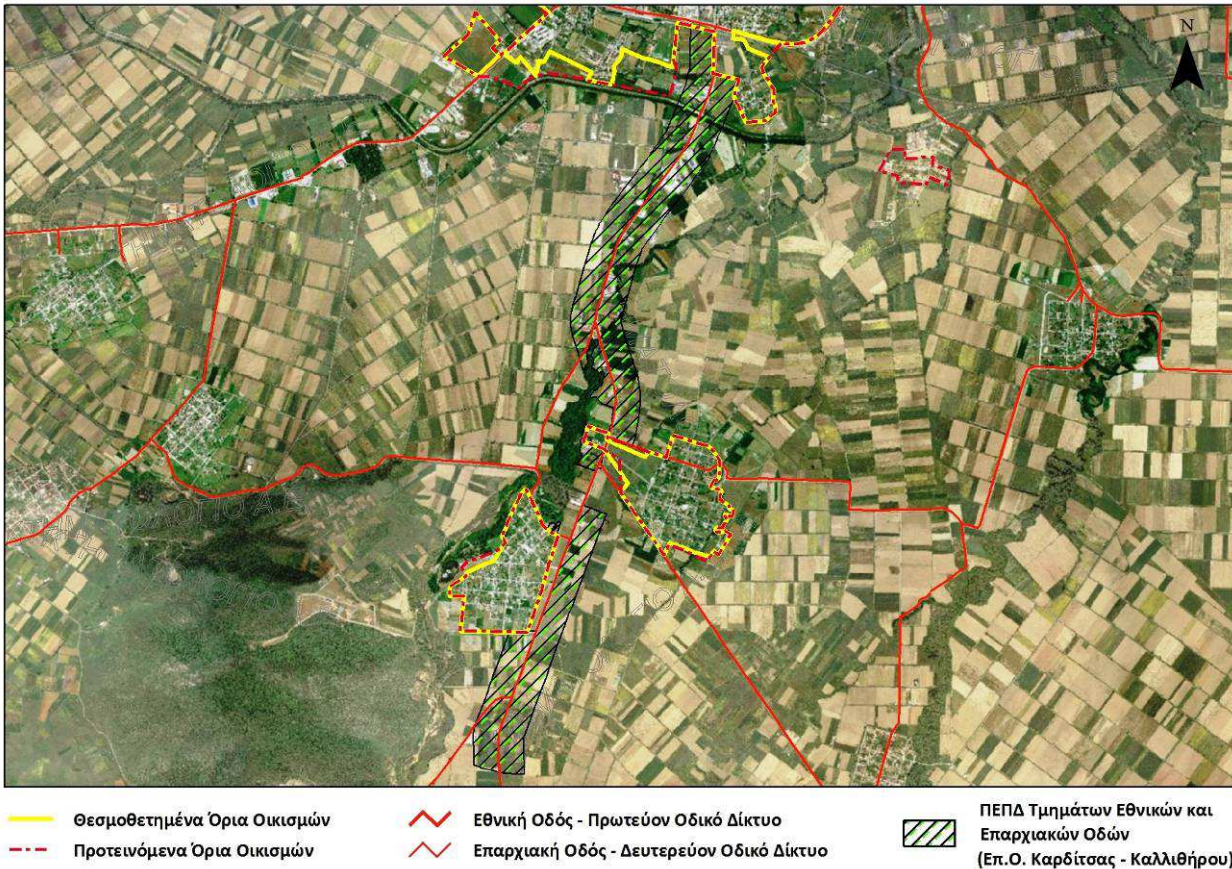 N
Θεσμοθετημένα Όρια Οικισμών
Προτεινόμενα Όρια Οικισμών
Εθνική Οδός - Πρωτεύον Οδικό Δίκτυο
Επαρχιακή Οδός - Δευτερεύον Οδικό Δίκτυο
ΠΕΠΔ Τμημάτων Εθνικών και
Επαρχιακών Οδών
(Επ.Ο. Καρδίτσας - Καλλιθήρου)